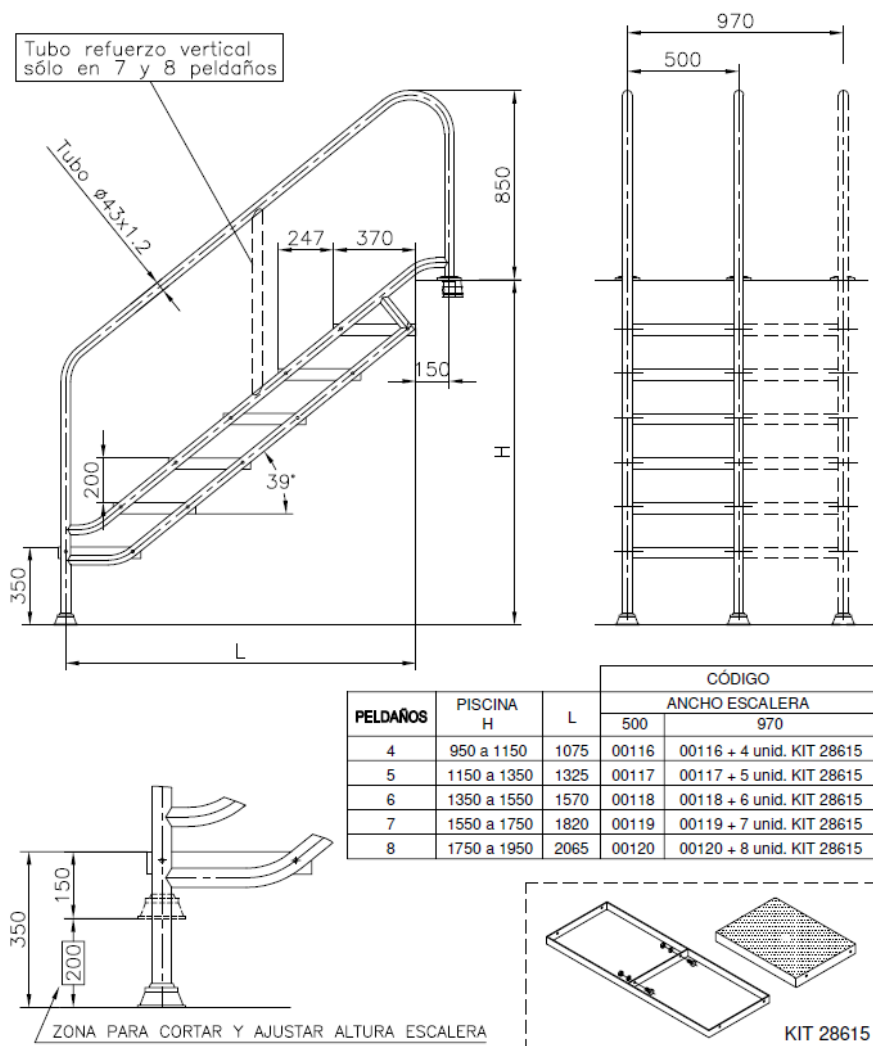 970
500
Tubo refuerzo vertical
sólo en 7 y 8 peldaños
Tubo ø43x1.2
850
247
370
150
H
200
39°
350
L
CÓDIGO
PELDAÑOS
PISCINA
H
L
ANCHO ESCALERA
500
970
4 950 a 1150 1075 00116 00116 + 4 unid. KIT 28615
5 1150 a 1350 1325 00117 00117 + 5 unid. KIT 28615
6 1350 a 1550 1570 00118 00118 + 6 unid. KIT 28615
7 1550 a 1750 1820 00119 00119 + 7 unid. KIT 28615
8 1750 a 1950 2065 00120 00120 + 8 unid. KIT 28615
350
150
200
ZONA PARA CORTAR Y AJUSTAR ALTURA ESCALERA
KIT 28615